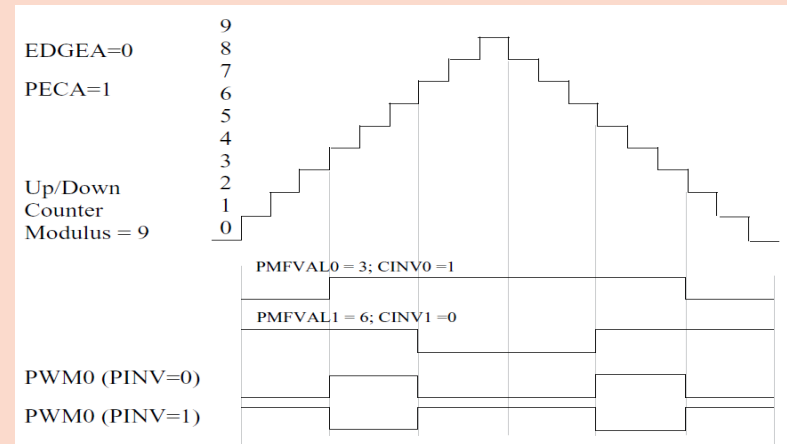 EDGEA=0
PECA=1
Up/Down
Counter
Modulus = 9
9
8
7
6
5
4
3
2
1
0
PMFVAL0 = 3; CINV0 =1
PMFVAL1 = 6; CINV1 =0
PWM0 (PINV=0)
PWM0 (PINV=1)